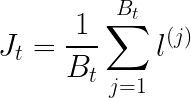 J_t = \frac{1}{B_t} \sum_{j=1}^{B_t} l^{(j)}